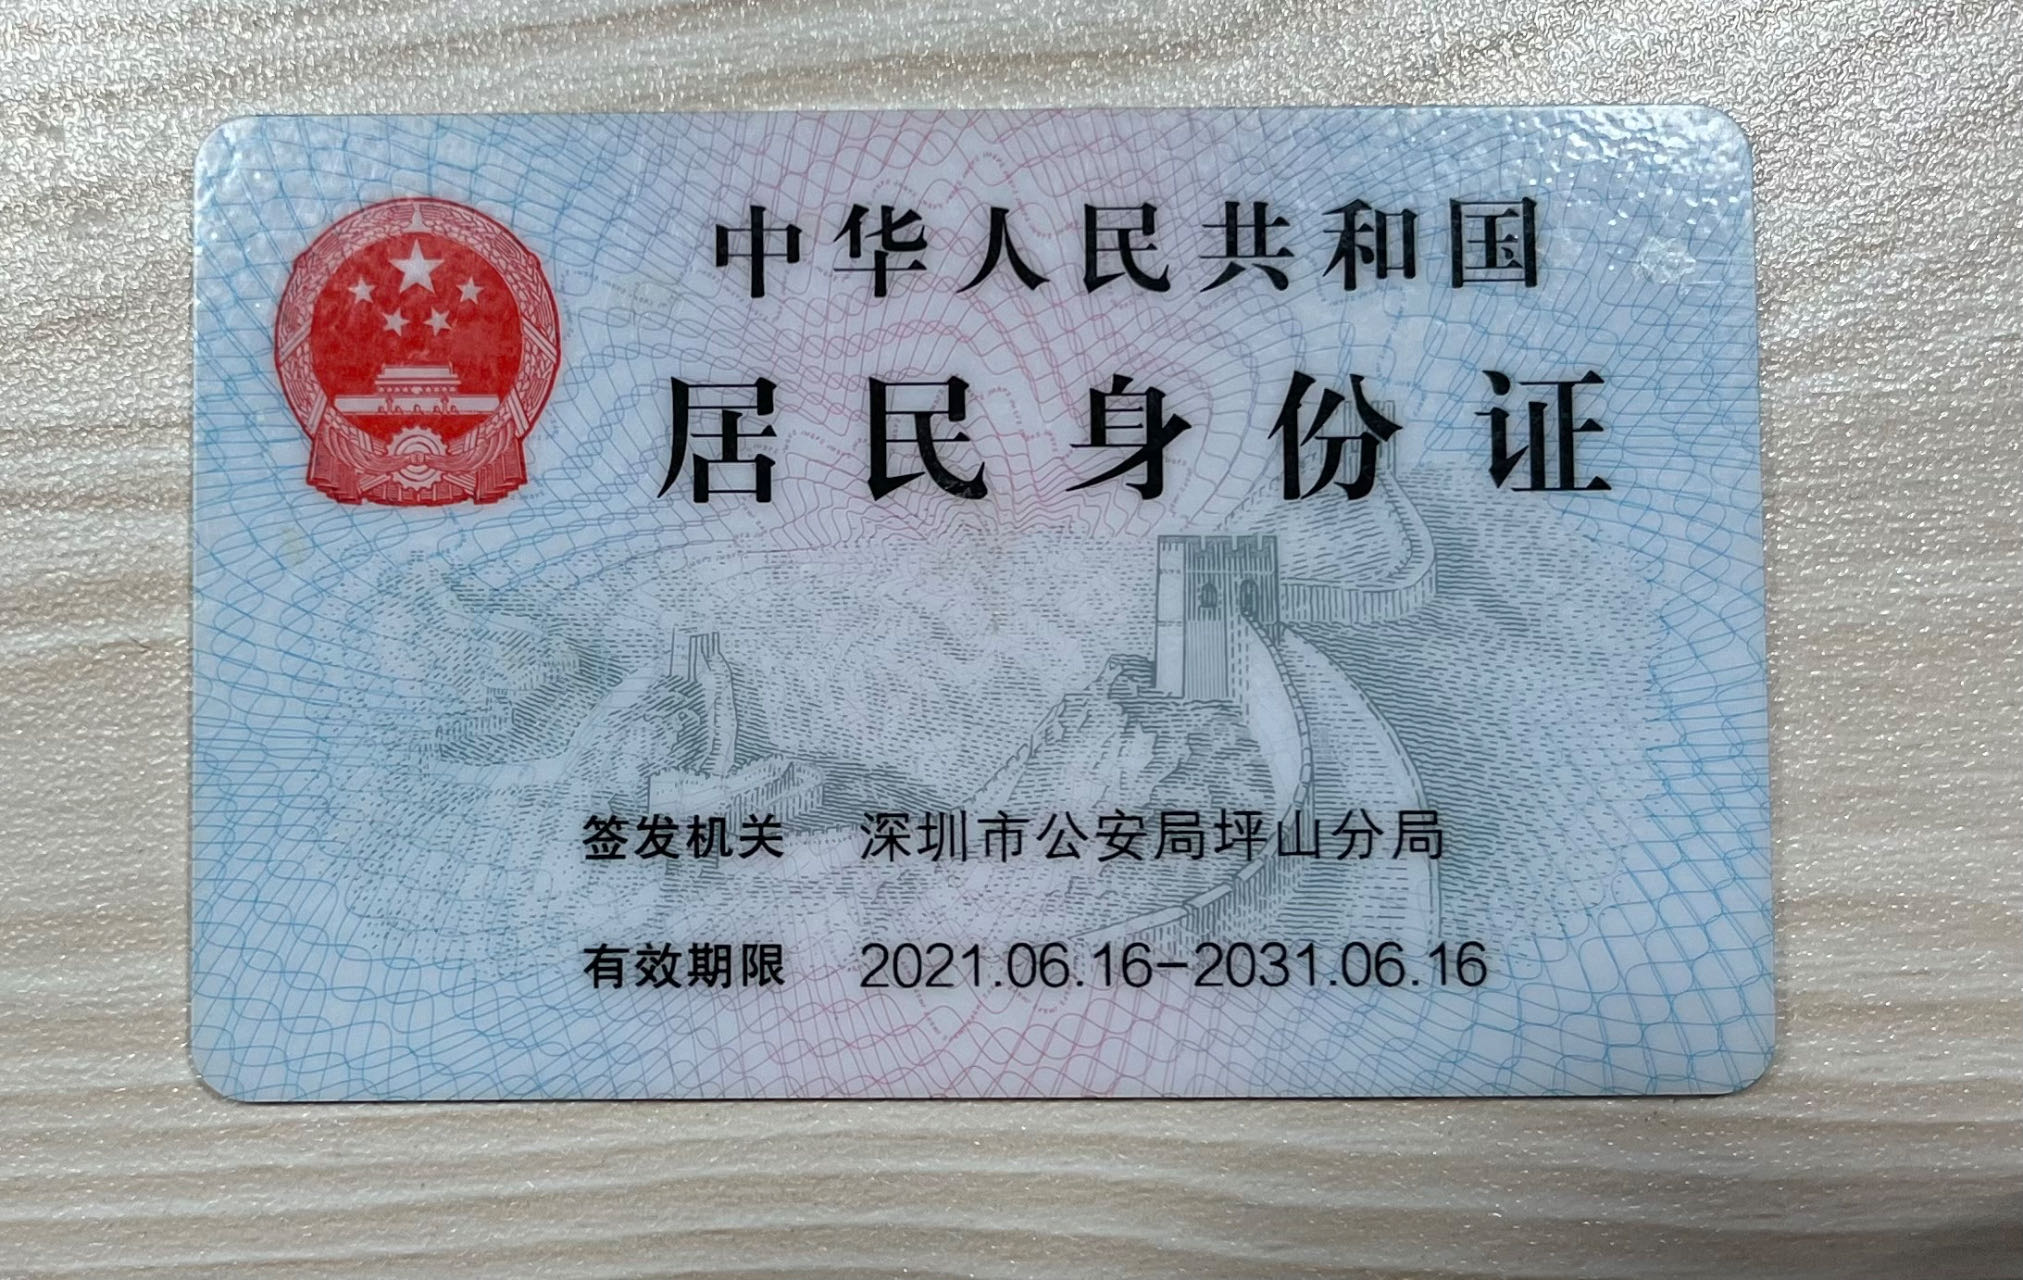 中华人民共和国
居民身份证
签发机关 深圳市公安局坪山分局
有效期限 2021.06.16-2031.06.16